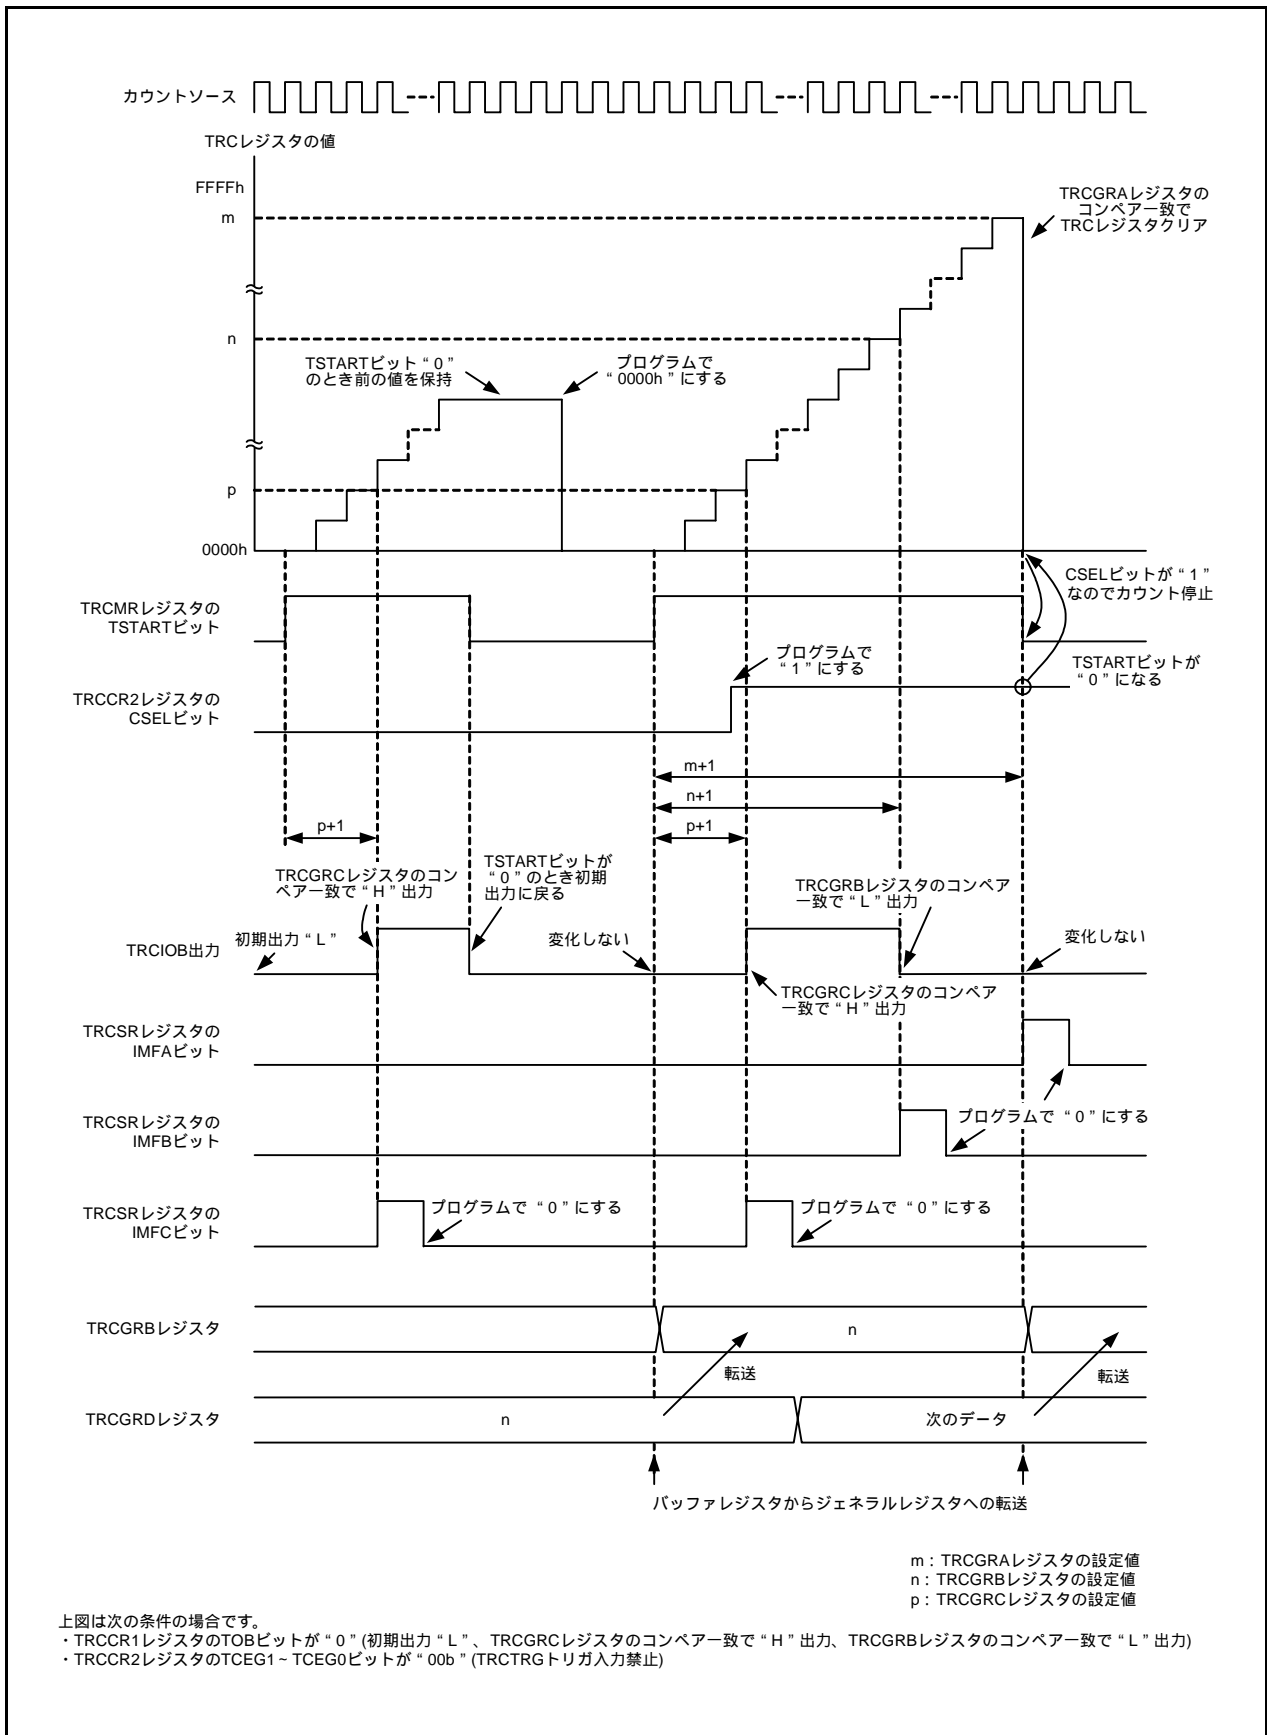 カウントソース
TRCレジスタの値
FFFFh
m
TRCGRAレジスタの
コンペア一致で
TRCレジスタクリア
n
TSTARTビット “0”
のとき前の値を保持
プログラムで
“0000h” にする
p
0000h
CSELビットが “1”
なのでカウント停止
TRCMRレジスタの
TSTARTビット
プログラムで
“1” にする
TSTARTビットが
“0” になる
TRCCR2レジスタの
CSELビット
m+1
n+1
p+1
p+1
TRCGRCレジスタのコン
ペア一致で “H” 出力
TSTARTビットが
“0” のとき初期
出力に戻る
TRCGRBレジスタのコンペア
一致で “L” 出力
TRCIOB出力
初期出力 “L”
変化しない
変化しない
TRCGRCレジスタのコンペア
一致で “H” 出力
TRCSRレジスタの
IMFAビット
プログラムで “0” にする
TRCSRレジスタの
IMFBビット
TRCSRレジスタの
IMFCビット
プログラムで “0” にする
プログラムで “0” にする
TRCGRBレジスタ
n
転送
転送
TRCGRDレジスタ
n
次のデータ
バッファレジスタからジェネラルレジスタへの転送
m : TRCGRAレジスタの設定値
n : TRCGRBレジスタの設定値
p : TRCGRCレジスタの設定値
上図は次の条件の場合です。
・TRCCR1レジスタのTOBビットが “0” (初期出力 “L” 、TRCGRCレジスタのコンペア一致で “H” 出力、TRCGRBレジスタのコンペア一致で “L” 出力)
・TRCCR2レジスタのTCEG1~TCEG0ビットが “00b” (TRCTRGトリガ入力禁止)